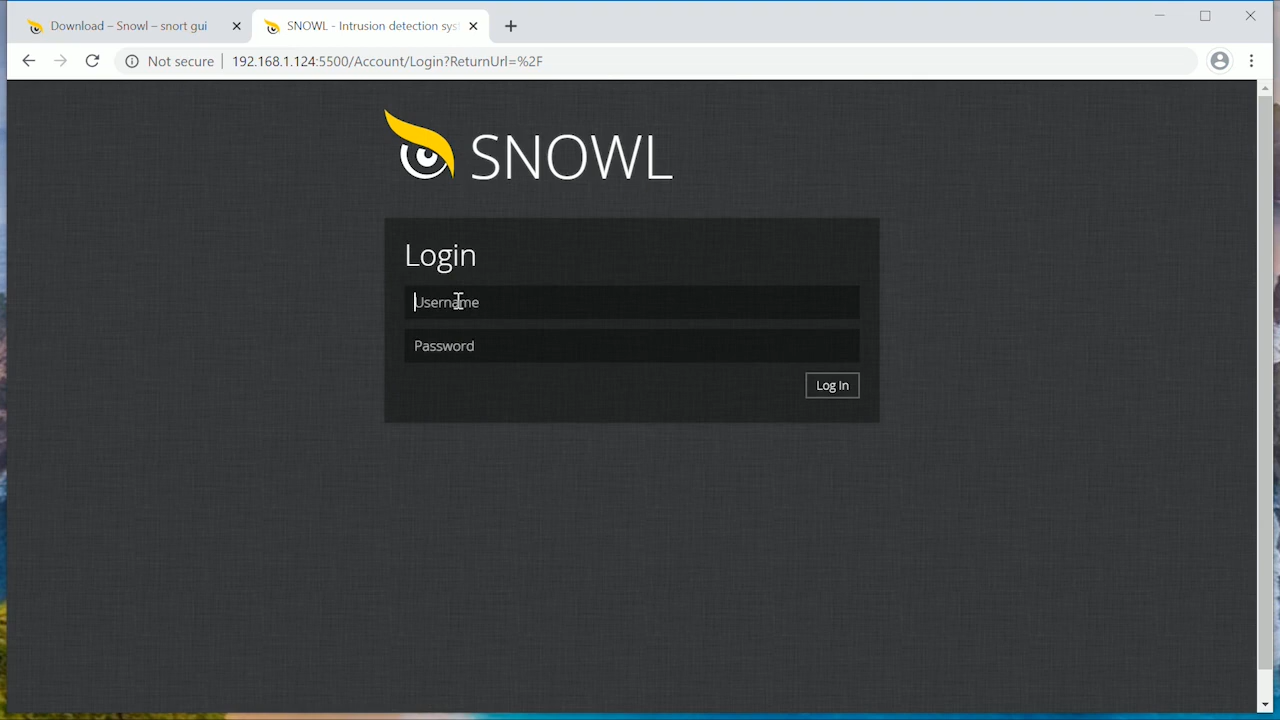 Download – Snowl – snort gui
SNOWL - Intrusion detection syst
Not secure
192.168.1.124:5500/Account/Login?ReturnUrl=%2F
SNOWL
Login
Username
Password
Log In